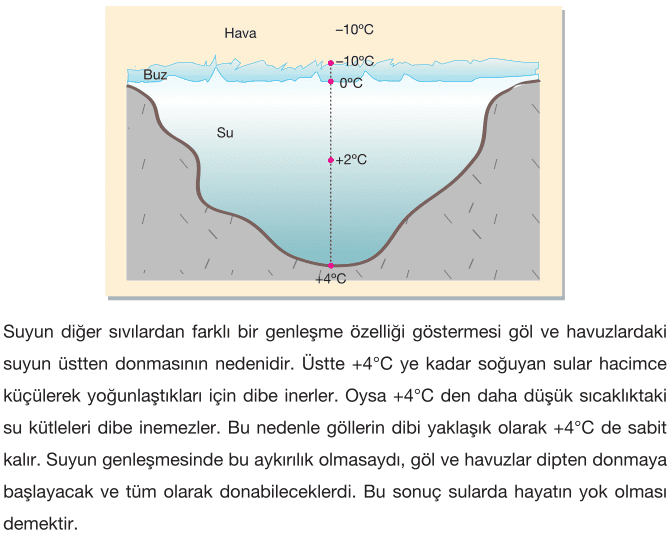 Hava
−10ºC
−10ºC
Buz
0ºC
Su
+2ºC
+4ºC
Suyun diğer sıvılardan farklı bir genleşme özelliği göstermesi göl ve havuzlardaki
suyun üstten donmasının nedenidir. Üstte +4°C ye kadar soğuyan sular hacimce
küçülerek yoğunlaştıkları için dibe inerler. Oysa +4°C den daha düşük sıcaklıktaki
su kütleleri dibe inemezler. Bu nedenle göllerin dibi yaklaşık olarak +4°C de sabit
kalır. Suyun genleşmesinde bu aykırılık olmasaydı, göl ve havuzlar dipten donmaya
başlayacak ve tüm olarak donabileceklerdi. Bu sonuç sularda hayatın yok olması
demektir.